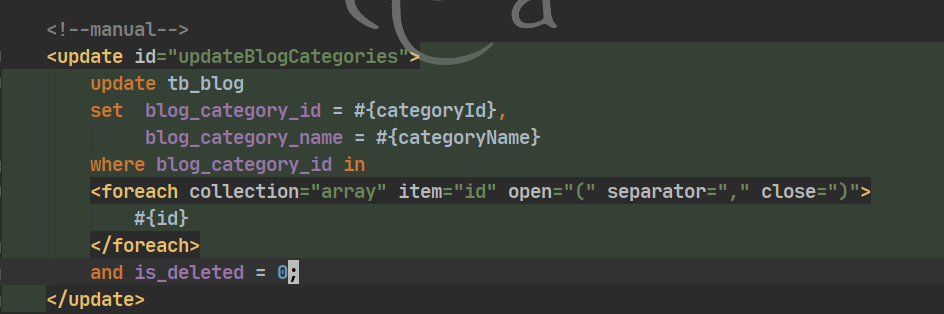 <!--manual-->
<update id="updateBlogCategories">
update tb_blog
set  blog_category_id = #{categoryId},
blog_category_name = #{categoryName}
where blog_category_id in
<foreach collection="array" item="id" open="(" separator="," close=")">
#{id}
</foreach>
and is_deleted = 0;
</update>